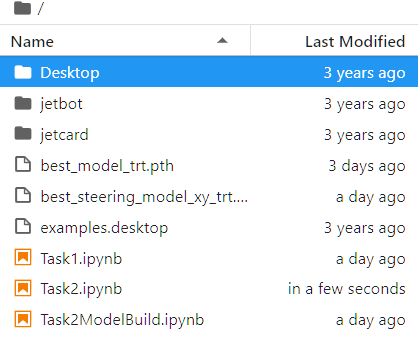 /
Name Last Modified
Desktop 3 years ago
jetbot 3 years ago
jetcard 3 years ago
best_model_trt.pth 3 days ago
best_steering_model_xy_trt.... a day ago
examples.desktop 3 years ago
Task1.ipynb a day ago
Task2.ipynb in a few seconds
Task2ModelBuild.ipynb a day ago